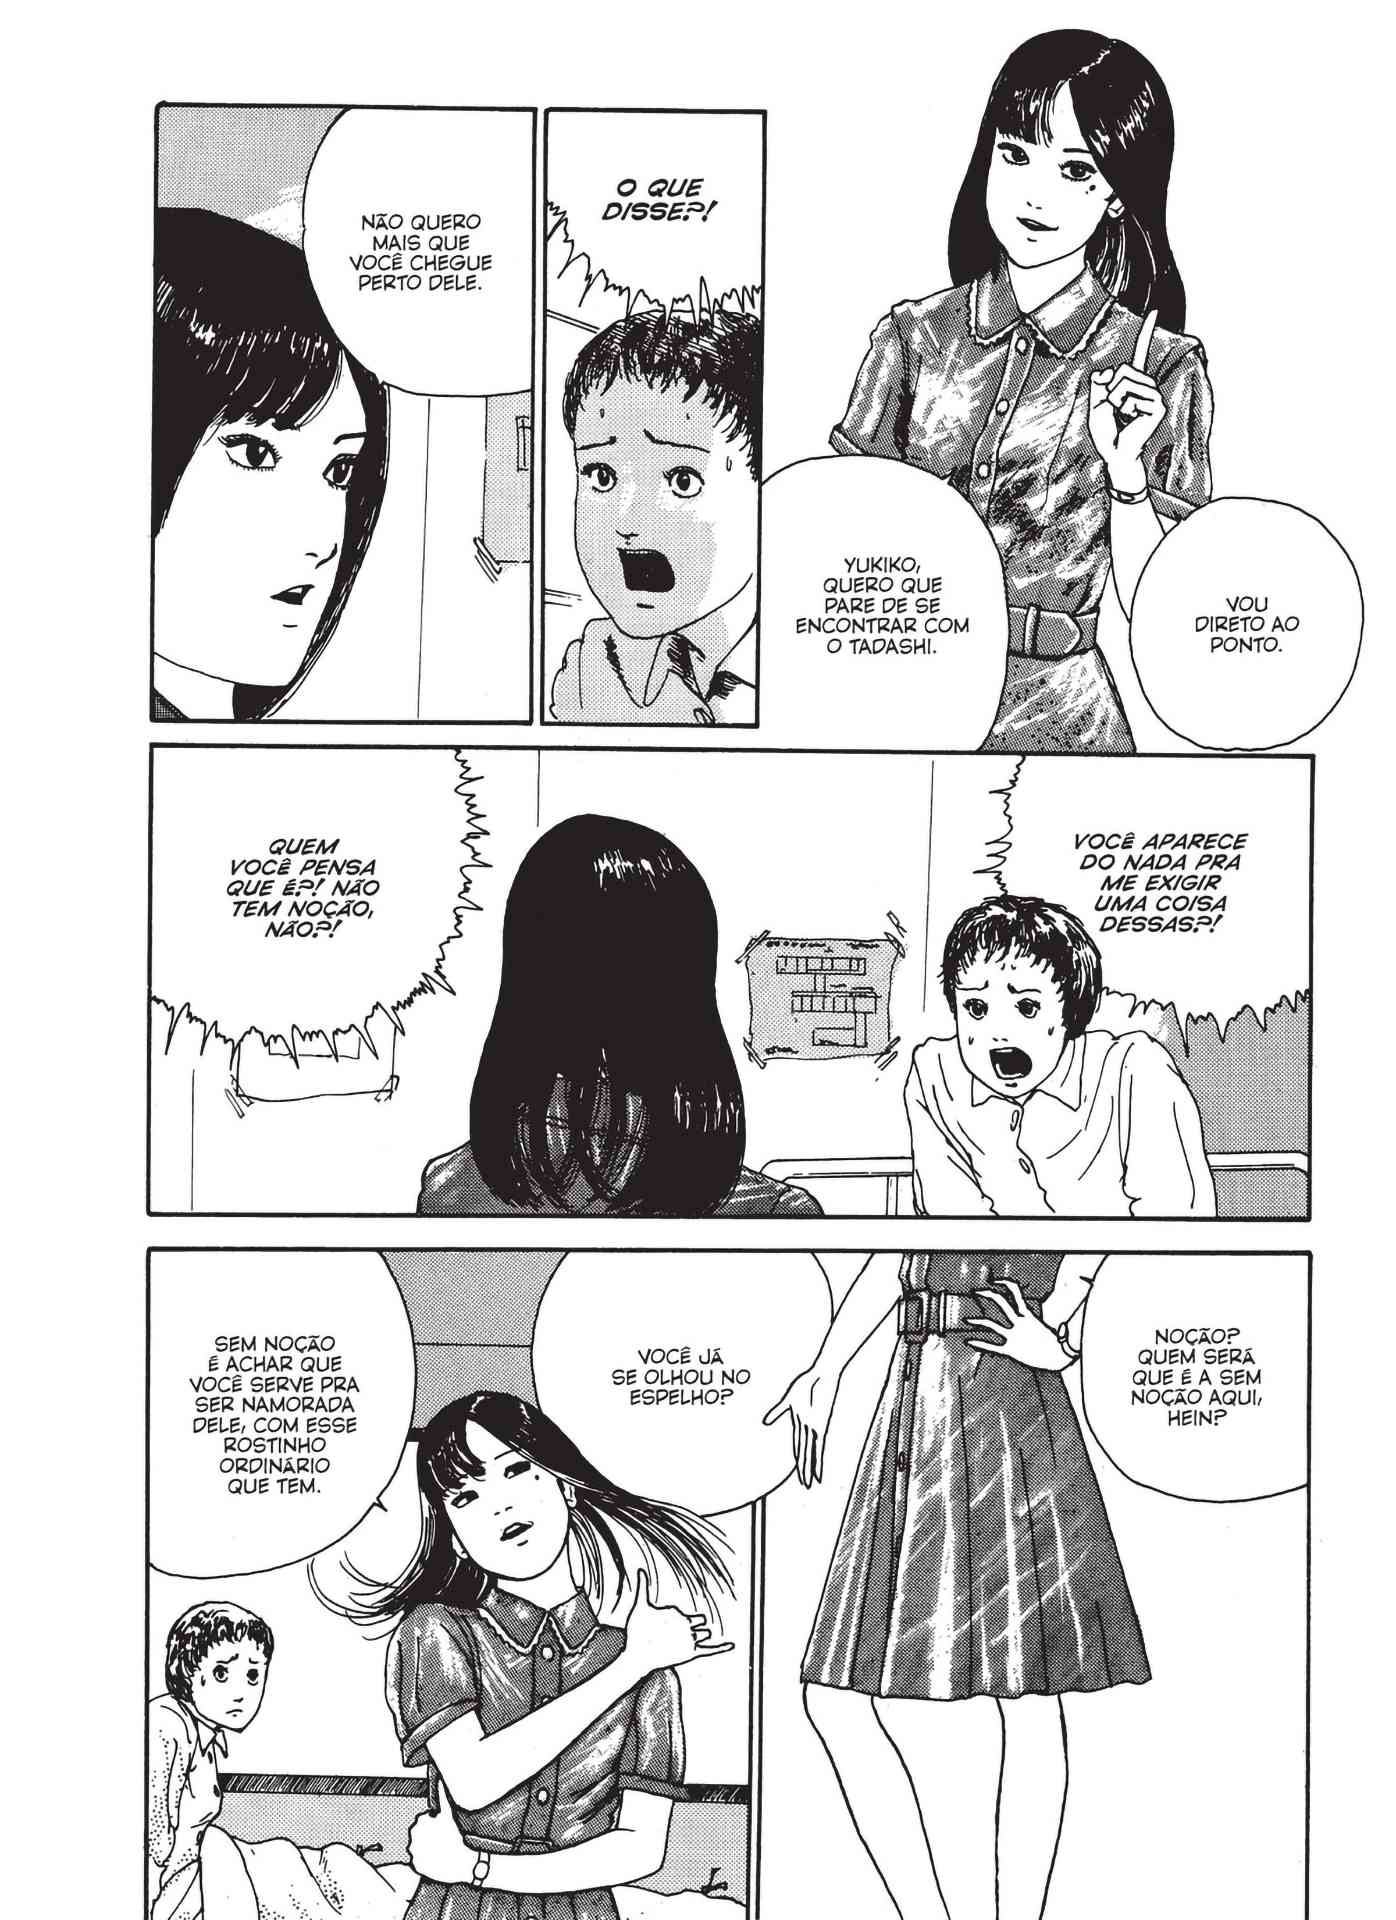 VOU
DIRETO AO
PONTO.
YUKIKO,
QUERO QUE
PARE DE SE
ENCONTRAR COM
O TADASHI.
O QUE
DISSE?!
NÃO QUERO
MAIS QUE
VOCÊ CHEGUE
PERTO DELE.
VOCÊ APARECE
DO NADA PRA
ME EXIGIR
UMA COISA
DESSAS?!
QUEM
VOCÊ PENSA
QUE É?! NÃO
TEM NOÇÃO,
NÃO?!
NOÇÃO?
QUEM SERÁ
QUE É A SEM
NOÇÃO AQUI,
HEIN?
VOCÊ JÁ
SE OLHOU NO
ESPELHO?
SEM NOÇÃO
É ACHAR QUE
VOCÊ SERVE PRA
SER NAMORADA
DELE, COM ESSE
ROSTINHO
ORDINÁRIO
QUE TEM.